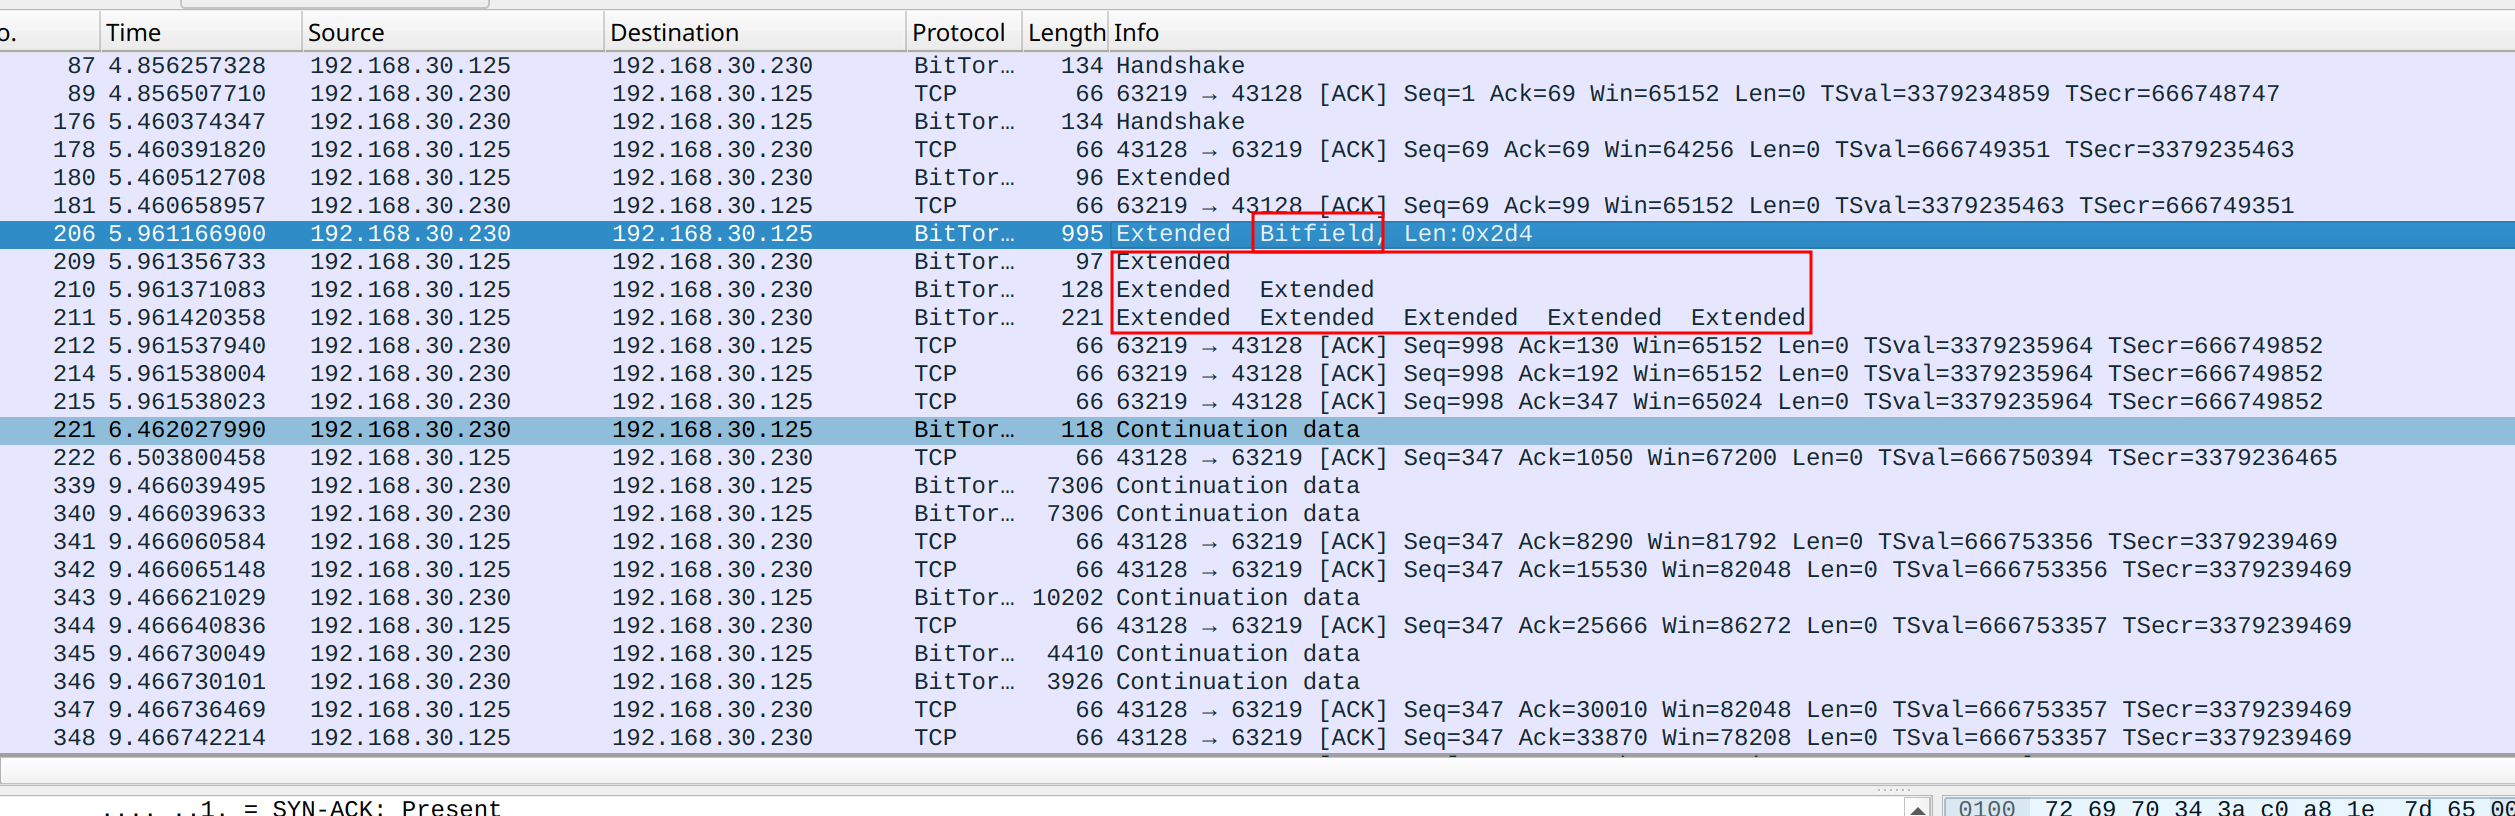 o. Time Source Destination Protocol Length Info
87 4.856257328 192.168.30.125 192.168.30.230 BitTor… 134 Handshake
89 4.856507710 192.168.30.230 192.168.30.125 TCP 66 63219 → 43128 [ACK] Seq=1 Ack=69 Win=65152 Len=0 TSval=3379234859 TSecr=666748747
176 5.460374347 192.168.30.230 192.168.30.125 BitTor… 134 Handshake
178 5.460391820 192.168.30.125 192.168.30.230 TCP 66 43128 → 63219 [ACK] Seq=69 Ack=69 Win=64256 Len=0 TSval=666749351 TSecr=3379235463
180 5.460512708 192.168.30.125 192.168.30.230 BitTor… 96 Extended
181 5.460658957 192.168.30.230 192.168.30.125 TCP 66 63219 → 43128 [ACK] Seq=69 Ack=99 Win=65152 Len=0 TSval=3379235463 TSecr=666749351
206 5.961166900 192.168.30.230 192.168.30.125 BitTor… 995 Extended Bitfield, Len:0x2d4
209 5.961356733 192.168.30.125 192.168.30.230 BitTor… 97 Extended
210 5.961371083 192.168.30.125 192.168.30.230 BitTor… 128 Extended Extended
211 5.961420358 192.168.30.125 192.168.30.230 BitTor… 221 Extended Extended Extended Extended Extended
212 5.961537940 192.168.30.230 192.168.30.125 TCP 66 63219 → 43128 [ACK] Seq=998 Ack=130 Win=65152 Len=0 TSval=3379235964 TSecr=666749852
214 5.961538004 192.168.30.230 192.168.30.125 TCP 66 63219 → 43128 [ACK] Seq=998 Ack=192 Win=65152 Len=0 TSval=3379235964 TSecr=666749852
215 5.961538023 192.168.30.230 192.168.30.125 TCP 66 63219 → 43128 [ACK] Seq=998 Ack=347 Win=65024 Len=0 TSval=3379235964 TSecr=666749852
221 6.462027990 192.168.30.230 192.168.30.125 BitTor… 118 Continuation data
222 6.503800458 192.168.30.125 192.168.30.230 TCP 66 43128 → 63219 [ACK] Seq=347 Ack=1050 Win=67200 Len=0 TSval=666750394 TSecr=3379236465
339 9.466039495 192.168.30.230 192.168.30.125 BitTor… 7306 Continuation data
340 9.466039633 192.168.30.230 192.168.30.125 BitTor… 7306 Continuation data
341 9.466060584 192.168.30.125 192.168.30.230 TCP 66 43128 → 63219 [ACK] Seq=347 Ack=8290 Win=81792 Len=0 TSval=666753356 TSecr=3379239469
342 9.466065148 192.168.30.125 192.168.30.230 TCP 66 43128 → 63219 [ACK] Seq=347 Ack=15530 Win=82048 Len=0 TSval=666753356 TSecr=3379239469
343 9.466621029 192.168.30.230 192.168.30.125 BitTor… 10202 Continuation data
344 9.466640836 192.168.30.125 192.168.30.230 TCP 66 43128 → 63219 [ACK] Seq=347 Ack=25666 Win=86272 Len=0 TSval=666753357 TSecr=3379239469
345 9.466730049 192.168.30.230 192.168.30.125 BitTor… 4410 Continuation data
346 9.466730101 192.168.30.230 192.168.30.125 BitTor… 3926 Continuation data
347 9.466736469 192.168.30.125 192.168.30.230 TCP 66 43128 → 63219 [ACK] Seq=347 Ack=30010 Win=82048 Len=0 TSval=666753357 TSecr=3379239469
348 9.466742214 192.168.30.125 192.168.30.230 TCP 66 43128 → 63219 [ACK] Seq=347 Ack=33870 Win=78208 Len=0 TSval=666753357 TSecr=3379239469
.... ..1. = SYN-ACK: Present
0100 72 69 70 34 3a c0 a8 1e 7d 65 00